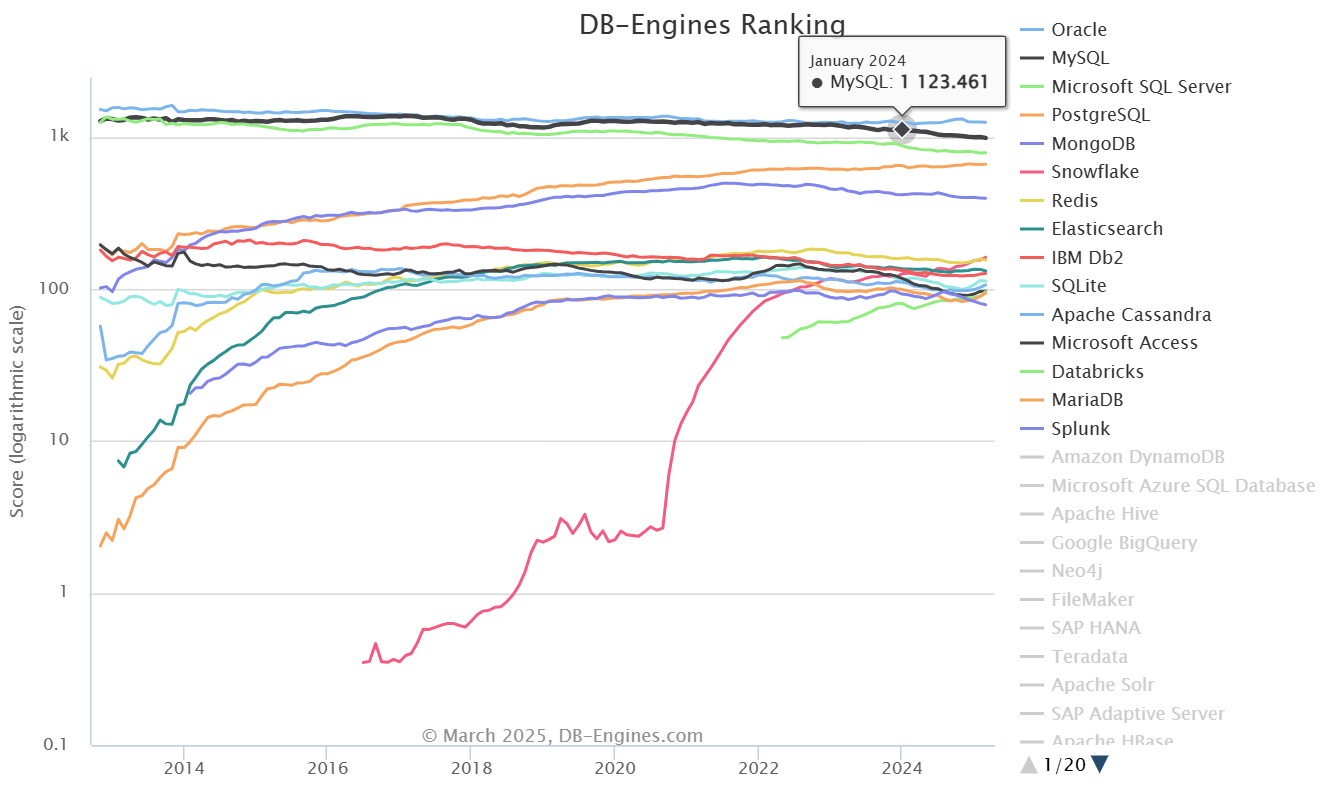 DB-Engines Ranking
January 2024
MySQL: 1 123.461
Score (logarithmic scale)
1k
100
10
1
0.1
2014
2016
2018
2020
2022
2024
© March 2025, DB-Engines.com
Oracle
MySQL
Microsoft SQL Server
PostgreSQL
MongoDB
Snowflake
Redis
Elasticsearch
IBM Db2
SQLite
Apache Cassandra
Microsoft Access
Databricks
MariaDB
Splunk
Amazon DynamoDB
Microsoft Azure SQL Database
Apache Hive
Google BigQuery
Neo4j
FileMaker
SAP HANA
Teradata
Apache Solr
SAP Adaptive Server
Apache HBase
1/20